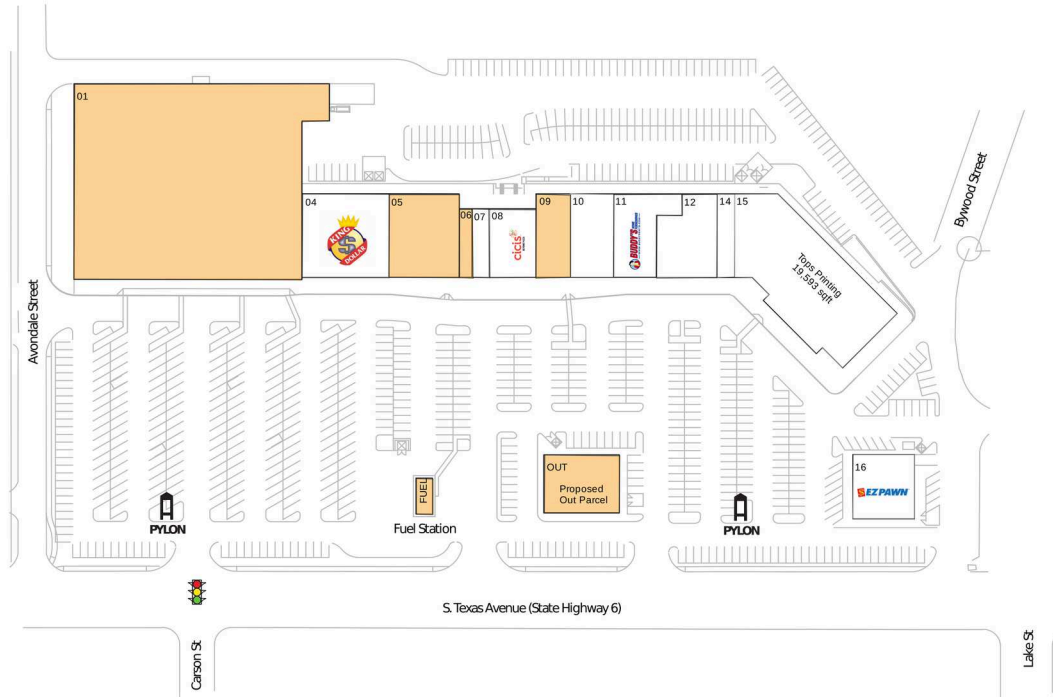 01
04
KING
$
DOLLAR
05
06
07
08
cicis
09
10
11
BUDDY'S
12
14
15
Tops Printing
19,593 sqft
Bywood Street
Avondale Street
FUEL
Fuel Station
OUT
Proposed
Out Parcel
16
EZPAWN
PYLON
PYLON
S. Texas Avenue (State Highway 6)
Carson St
Lake St